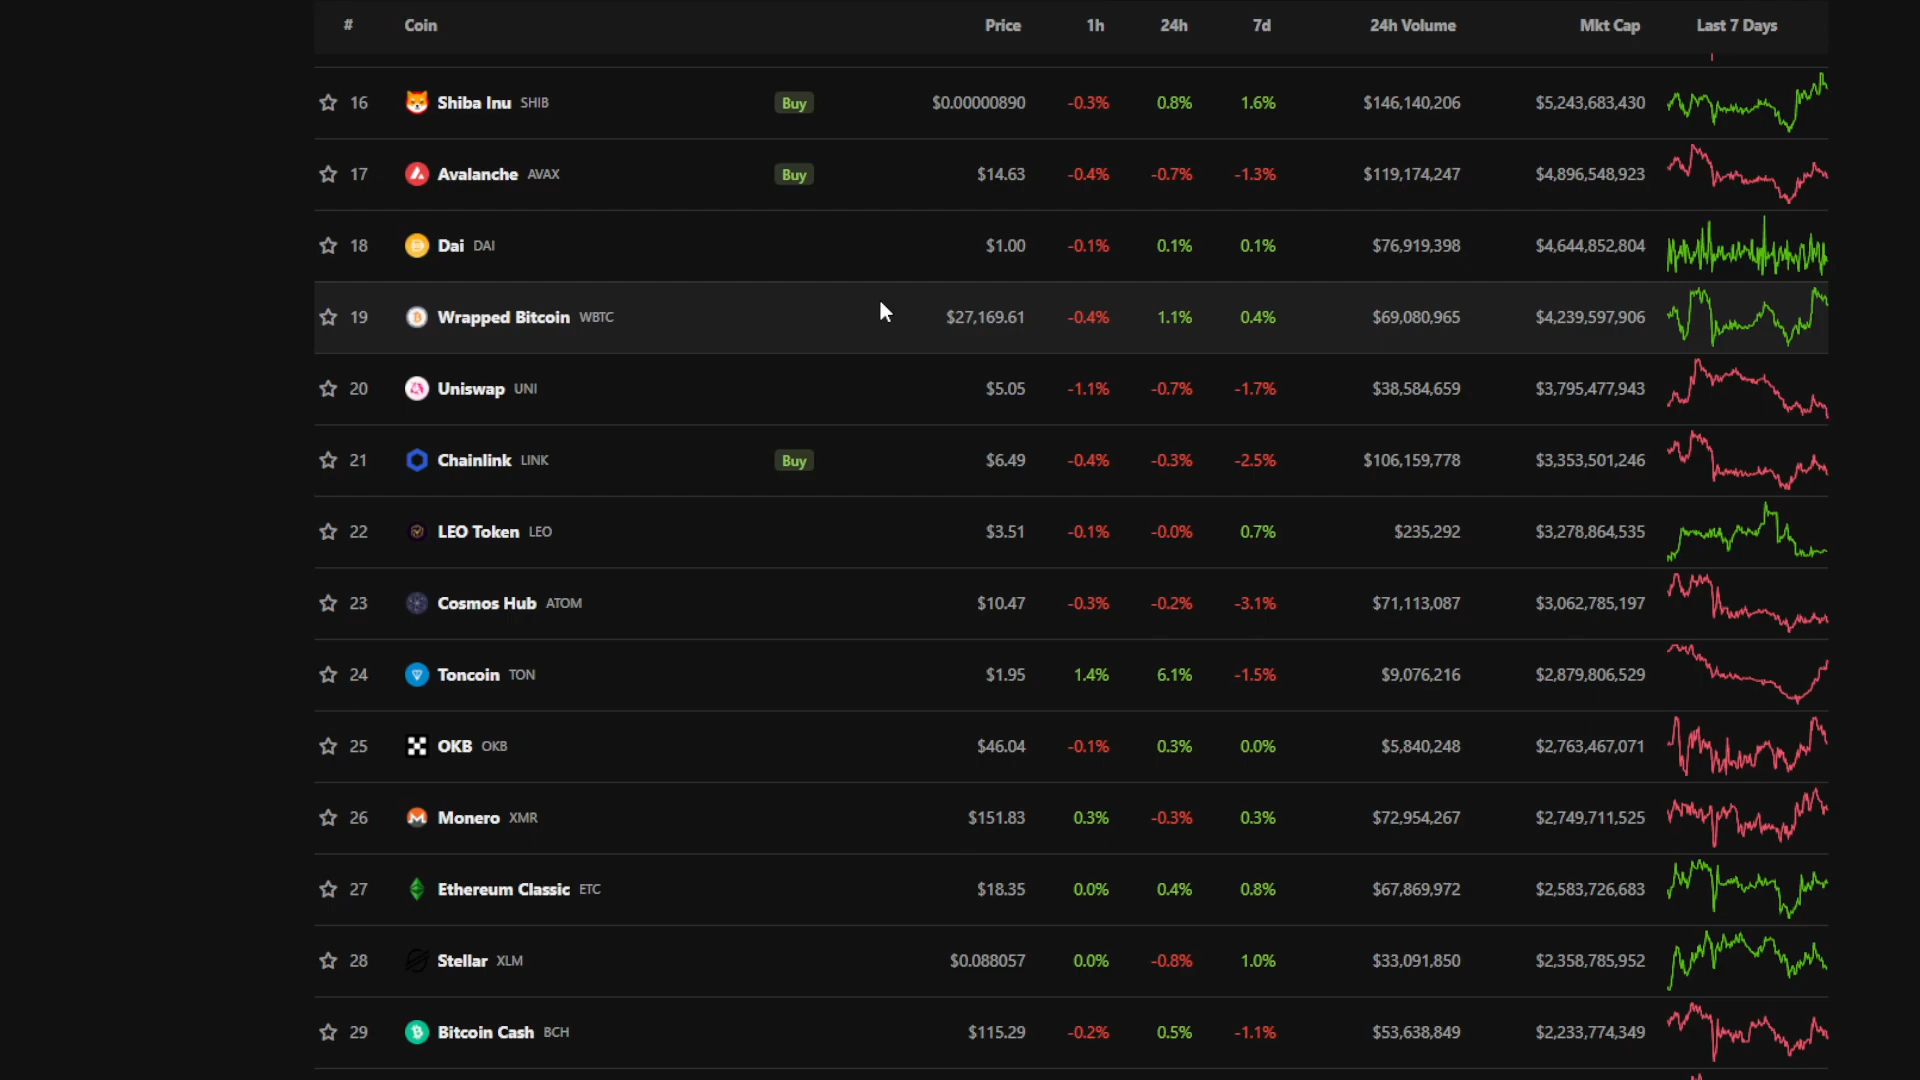 # Coin Price 1h 24h 7d 24h Volume Mkt Cap Last 7 Days
16 Shiba Inu SHIB Buy $0.00000890 -0.3% 0.8% 1.6% $146,140,206 $5,243,683,430
17 Avalanche AVAX Buy $14.63 -0.4% -0.7% -1.3% $119,174,247 $4,896,548,923
18 Dai DAI $1.00 -0.1% 0.1% 0.1% $76,919,398 $4,644,852,804
19 Wrapped Bitcoin WBTC $27,169.61 -0.4% 1.1% 0.4% $69,080,965 $4,239,597,906
20 Uniswap UNI $5.05 -1.1% -0.7% -1.7% $38,584,659 $3,795,477,943
21 Chainlink LINK Buy $6.49 -0.4% -0.3% -2.5% $106,159,778 $3,353,501,246
22 LEO Token LEO $3.51 -0.1% -0.0% 0.7% $235,292 $3,278,864,535
23 Cosmos Hub ATOM $10.47 -0.3% -0.2% -3.1% $71,113,087 $3,062,785,197
24 Toncoin TON $1.95 1.4% 6.1% -1.5% $9,076,216 $2,879,806,529
25 OKB OKB $46.04 -0.1% 0.3% 0.0% $5,840,248 $2,763,467,071
26 Monero XMR $151.83 0.3% -0.3% 0.3% $72,954,267 $2,749,711,525
27 Ethereum Classic ETC $18.35 0.0% 0.4% 0.8% $67,869,972 $2,583,726,683
28 Stellar XLM $0.088057 0.0% -0.8% 1.0% $33,091,850 $2,358,785,952
29 Bitcoin Cash BCH $115.29 -0.2% 0.5% -1.1% $53,638,849 $2,233,774,349